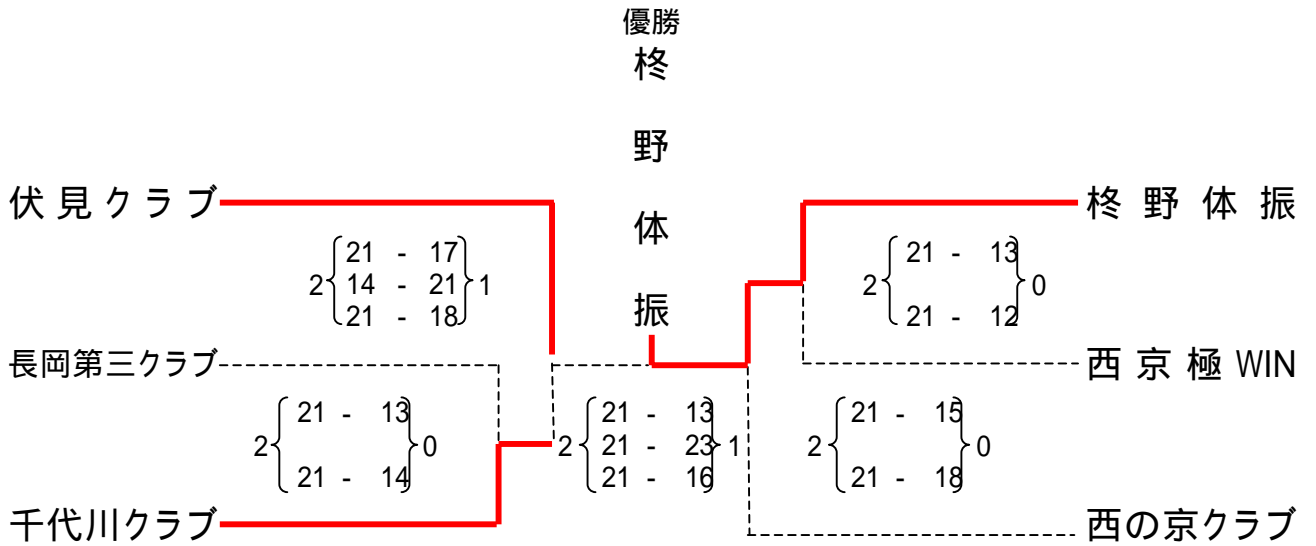 優勝
柊野体振
伏見クラブ
柊野体振
21 - 17
2 14 - 21 1
21 - 18
21 - 13
2 0
21 - 12
長岡第三クラブ
西京極 WIN
21 - 13
2 0
21 - 14
21 - 13
2 21 - 23 1
21 - 16
21 - 15
2 0
21 - 18
千代川クラブ
西の京クラブ